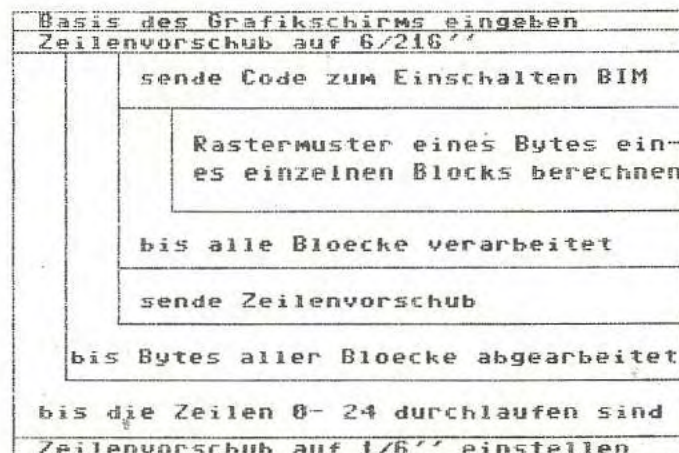 Basis des Grafikschirms eingeben
Zeilenvorschub auf 6/216''
sende Code zum Einschalten BIM
Rastermuster eines Bytes ein-
es einzelnen Blocks berechnen
bis alle Bloecke verarbeitet
sende Zeilenvorschub
bis Bytes aller Bloecke abgearbeitet
bis die Zeilen 0- 24 durchlaufen sind
Zeilenvorschub auf 1/6'' einstellen